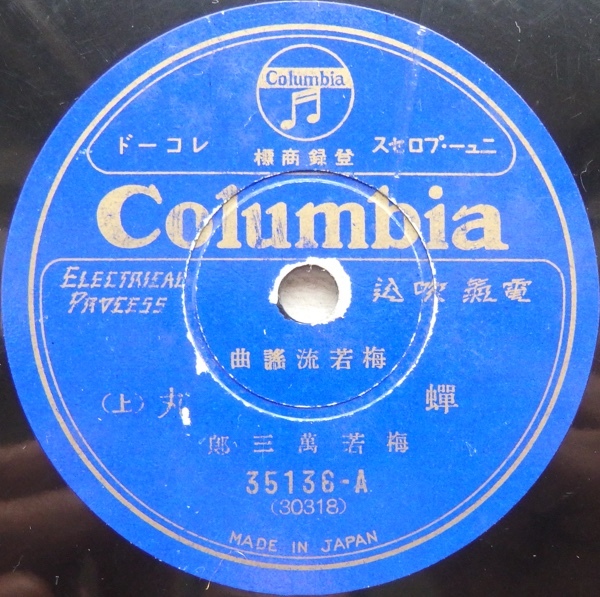 Columbia
ニュー・プロセス レコード
登録商標
Columbia
ELECTRICAL
PROCESS
電氣吹込
梅若流謠曲
蟬丸(上)
梅若萬三郎
35136-A
(30318)
MADE IN JAPAN